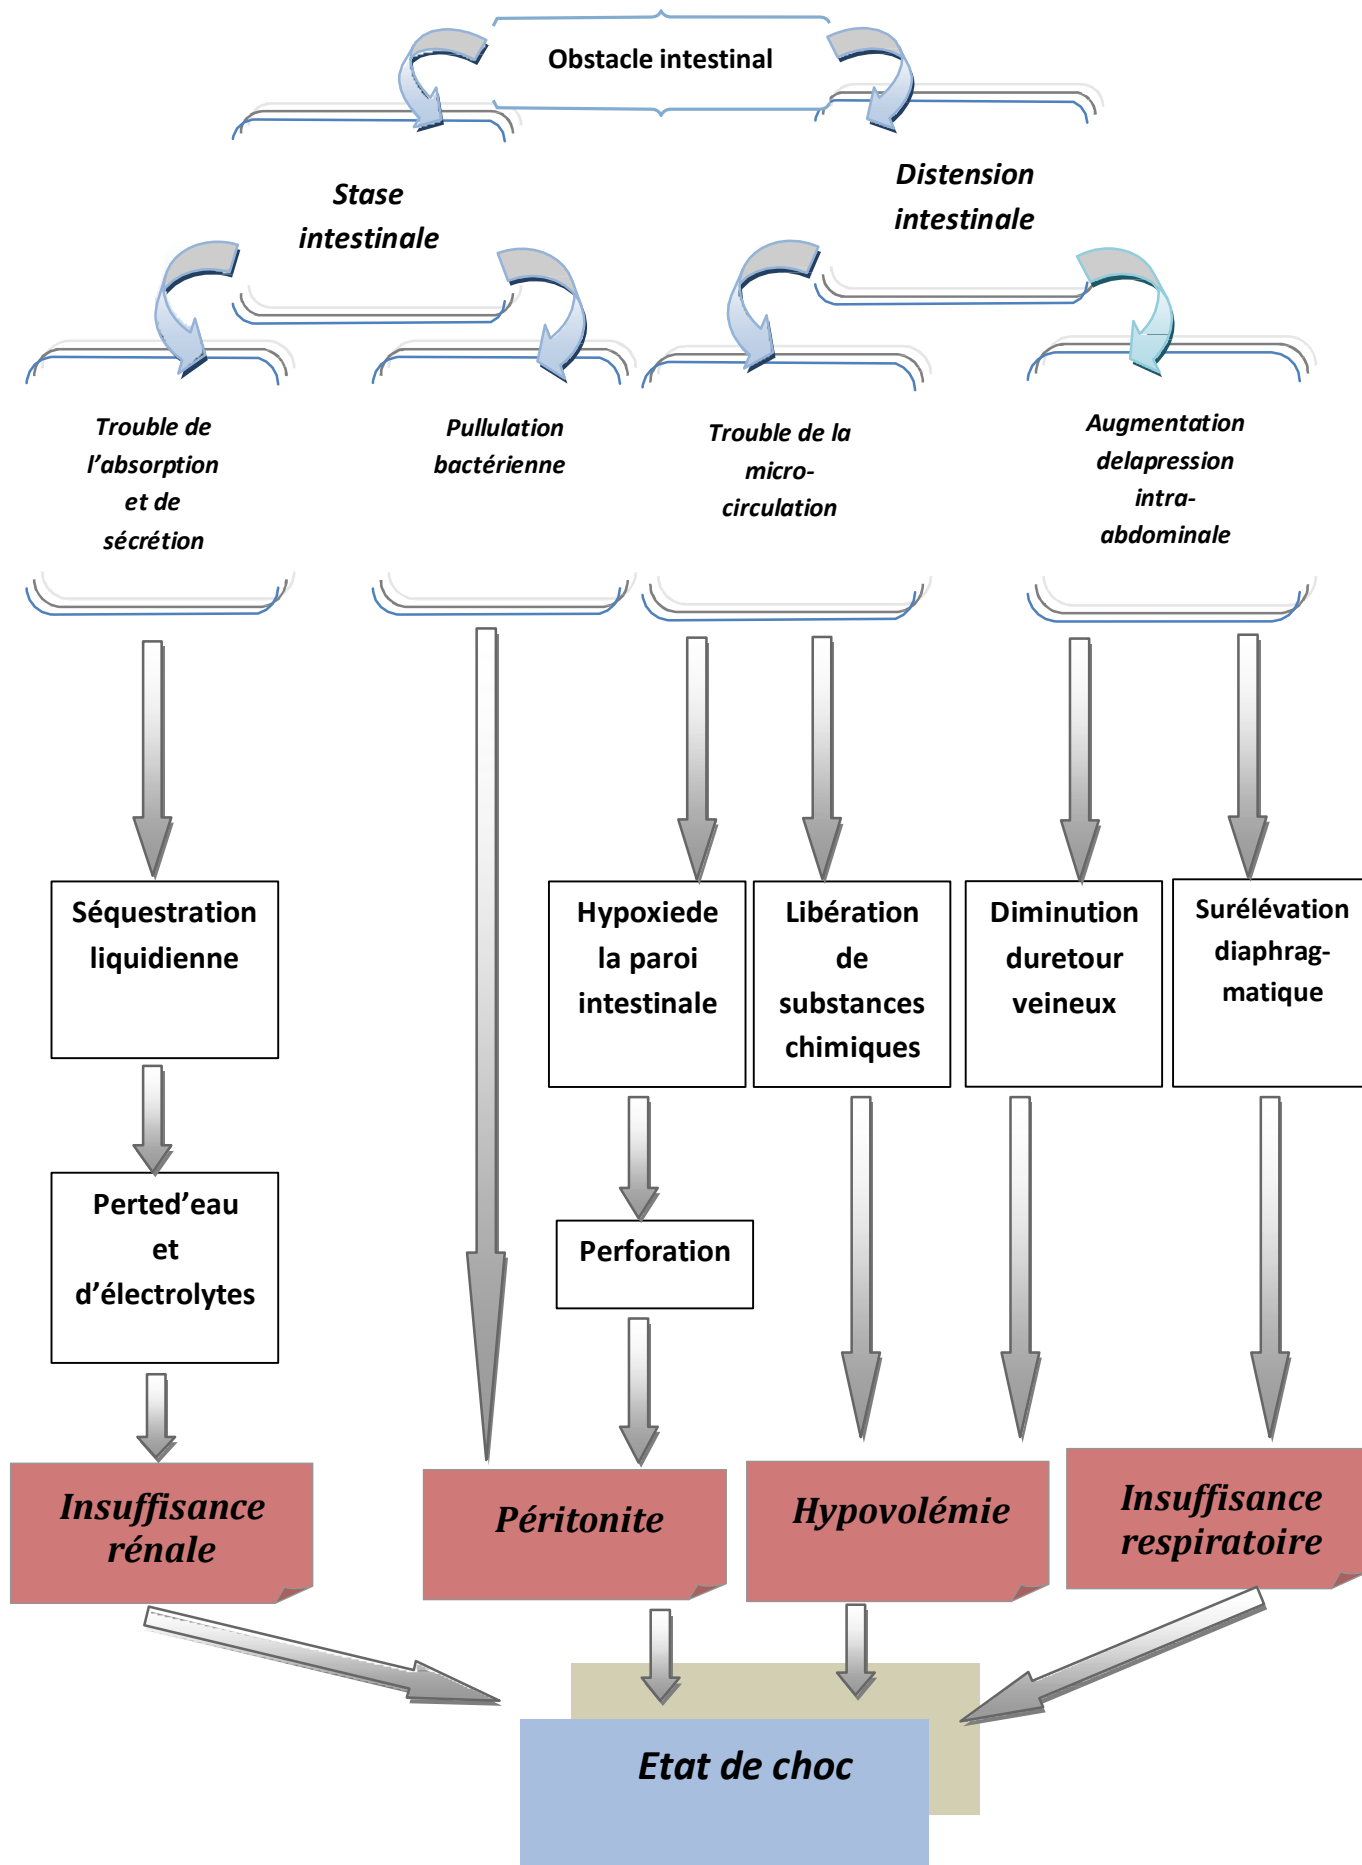 Obstacle intestinal
Stase
intestinale
Distension
intestinale
Trouble de
l’absorption
et de
sécrétion
Pullulation
bactérienne
Trouble de la
micro-
circulation
Augmentation
delapression
intra-
abdominale
Séquestration
liquidienne
Hypoxiede
la paroi
intestinale
Libération
de
substances
chimiques
Diminution
duretour
veineux
Surélévation
diaphrag-
matique
Perted’eau
et
d’électrolytes
Perforation
Insuffisance
rénale
Péritonite
Hypovolémie
Insuffisance
respiratoire
Etat de choc